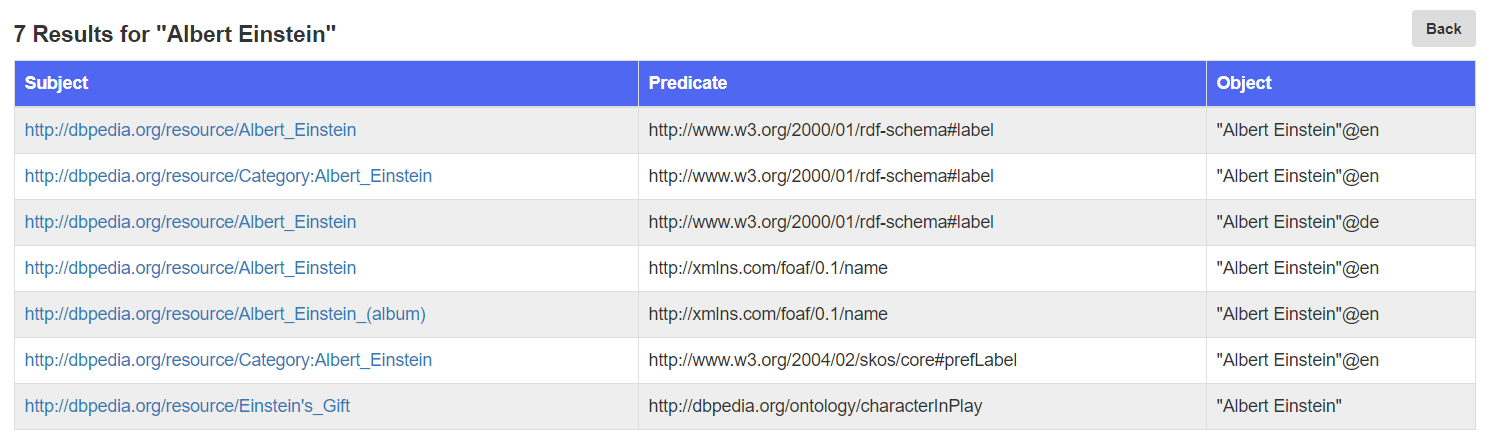 7 Results for "Albert Einstein"
Back
Subject Predicate Object
http://dbpedia.org/resource/Albert_Einstein http://www.w3.org/2000/01/rdf-schema#label "Albert Einstein"@en
http://dbpedia.org/resource/Category:Albert_Einstein http://www.w3.org/2000/01/rdf-schema#label "Albert Einstein"@en
http://dbpedia.org/resource/Albert_Einstein http://www.w3.org/2000/01/rdf-schema#label "Albert Einstein"@de
http://dbpedia.org/resource/Albert_Einstein http://xmlns.com/foaf/0.1/name "Albert Einstein"@en
http://dbpedia.org/resource/Albert_Einstein_(album) http://xmlns.com/foaf/0.1/name "Albert Einstein"@en
http://dbpedia.org/resource/Category:Albert_Einstein http://www.w3.org/2004/02/skos/core#prefLabel "Albert Einstein"@en
http://dbpedia.org/resource/Einstein's_Gift http://dbpedia.org/ontology/characterInPlay "Albert Einstein"